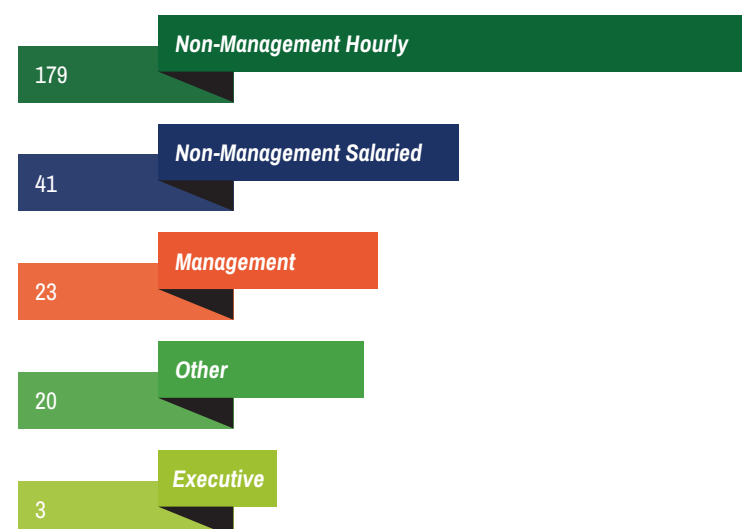 Non-Management Hourly
179
Non-Management Salaried
41
Management
23
Other
20
Executive
3